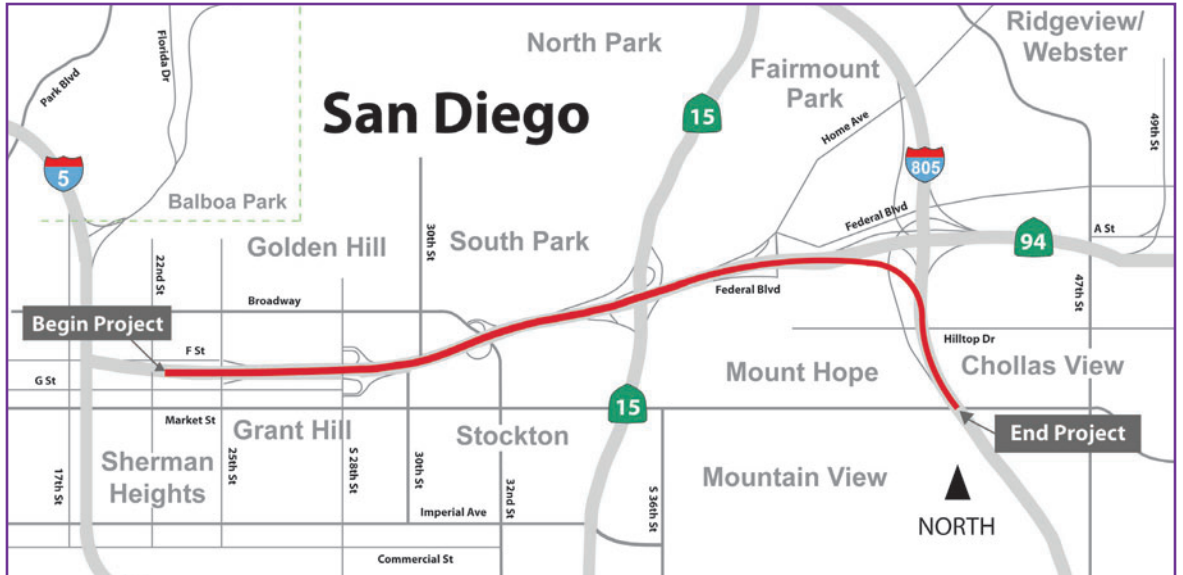 Ridgeview/
Webster
North Park
Fairmount
Park
San Diego
Park Blvd
Florida Dr
15
Home Ave
49th St
5
805
Balboa Park
Golden Hill
South Park
30th St
Federal Blvd
94
A St
22nd St
Federal Blvd
47th St
Broadway
Begin Project
F St
Hilltop Dr
G St
Mount Hope
Chollas View
15
Market St
Grant Hill
Stockton
End Project
Sherman
Heights
17th St
25th St
S 28th St
30th St
32nd St
S 36th St
Mountain View
Imperial Ave
NORTH
Commercial St